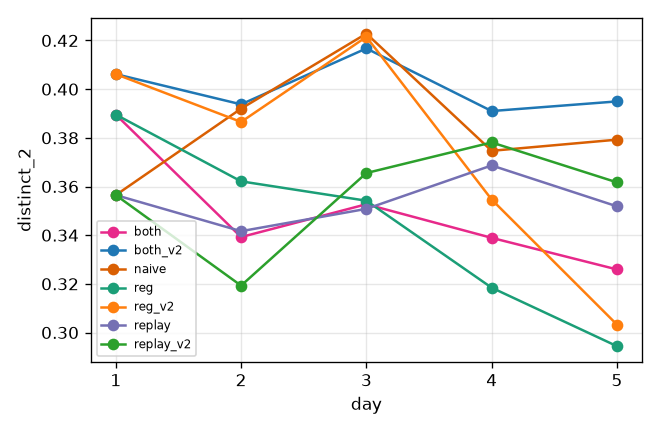 0.42
0.40
0.38
0.36
0.34
0.32
0.30
distinct_2
both
both_v2
naive
reg
reg_v2
replay
replay_v2
1 2 3 4 5
day